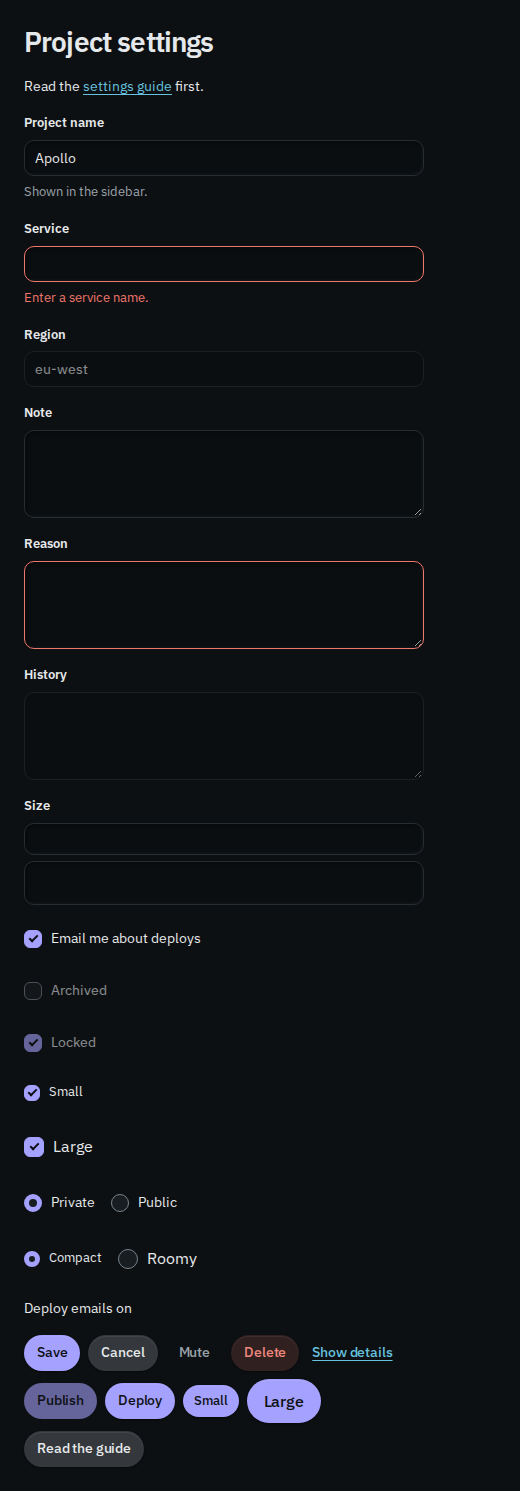 Project settings
Read the settings guide first.
Project name
Apollo
Shown in the sidebar.
Service
Enter a service name.
Region
eu-west
Note
Reason
History
Size
Email me about deploys
Archived
Locked
Small
Large
Private Public
Compact Roomy
Deploy emails on
Save Cancel Mute Delete Show details
Publish Deploy Small Large
Read the guide